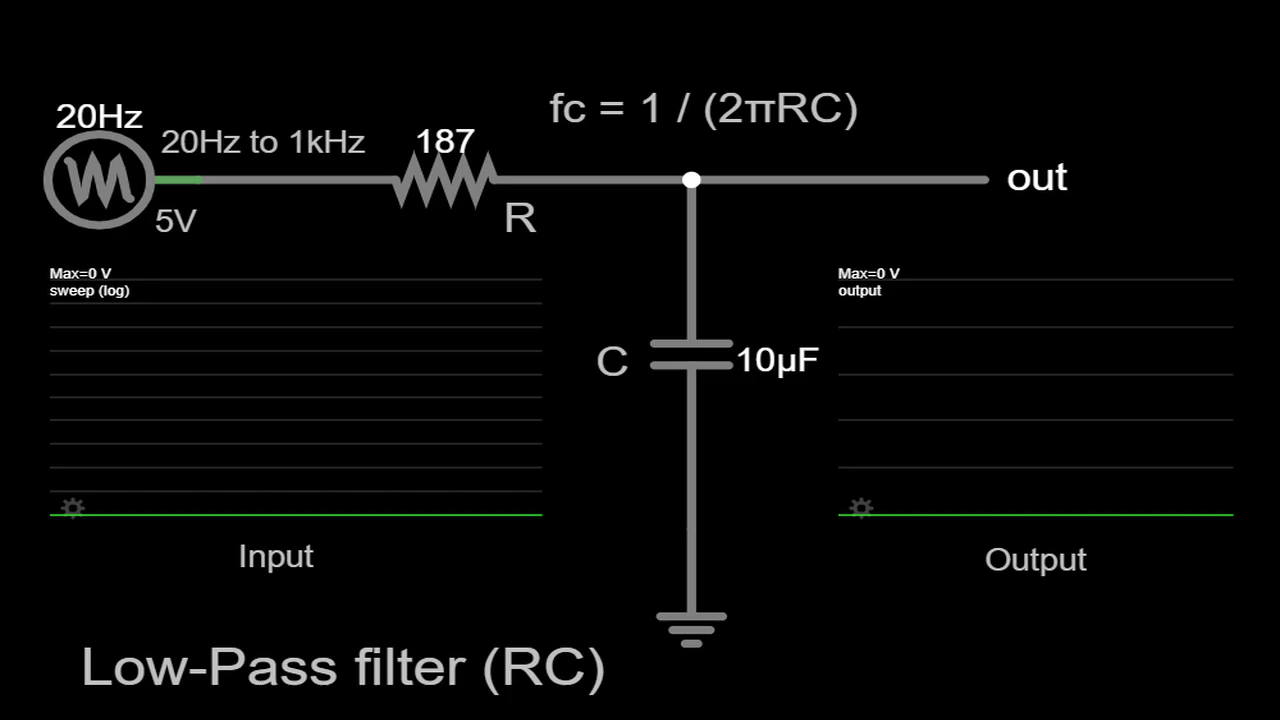 20Hz
20Hz to 1kHz
5V
187
R
fc = 1 / (2πRC)
out
Max=0 V
sweep (log)
Input
C
10μF
Max=0 V
output
Output
Low-Pass filter (RC)